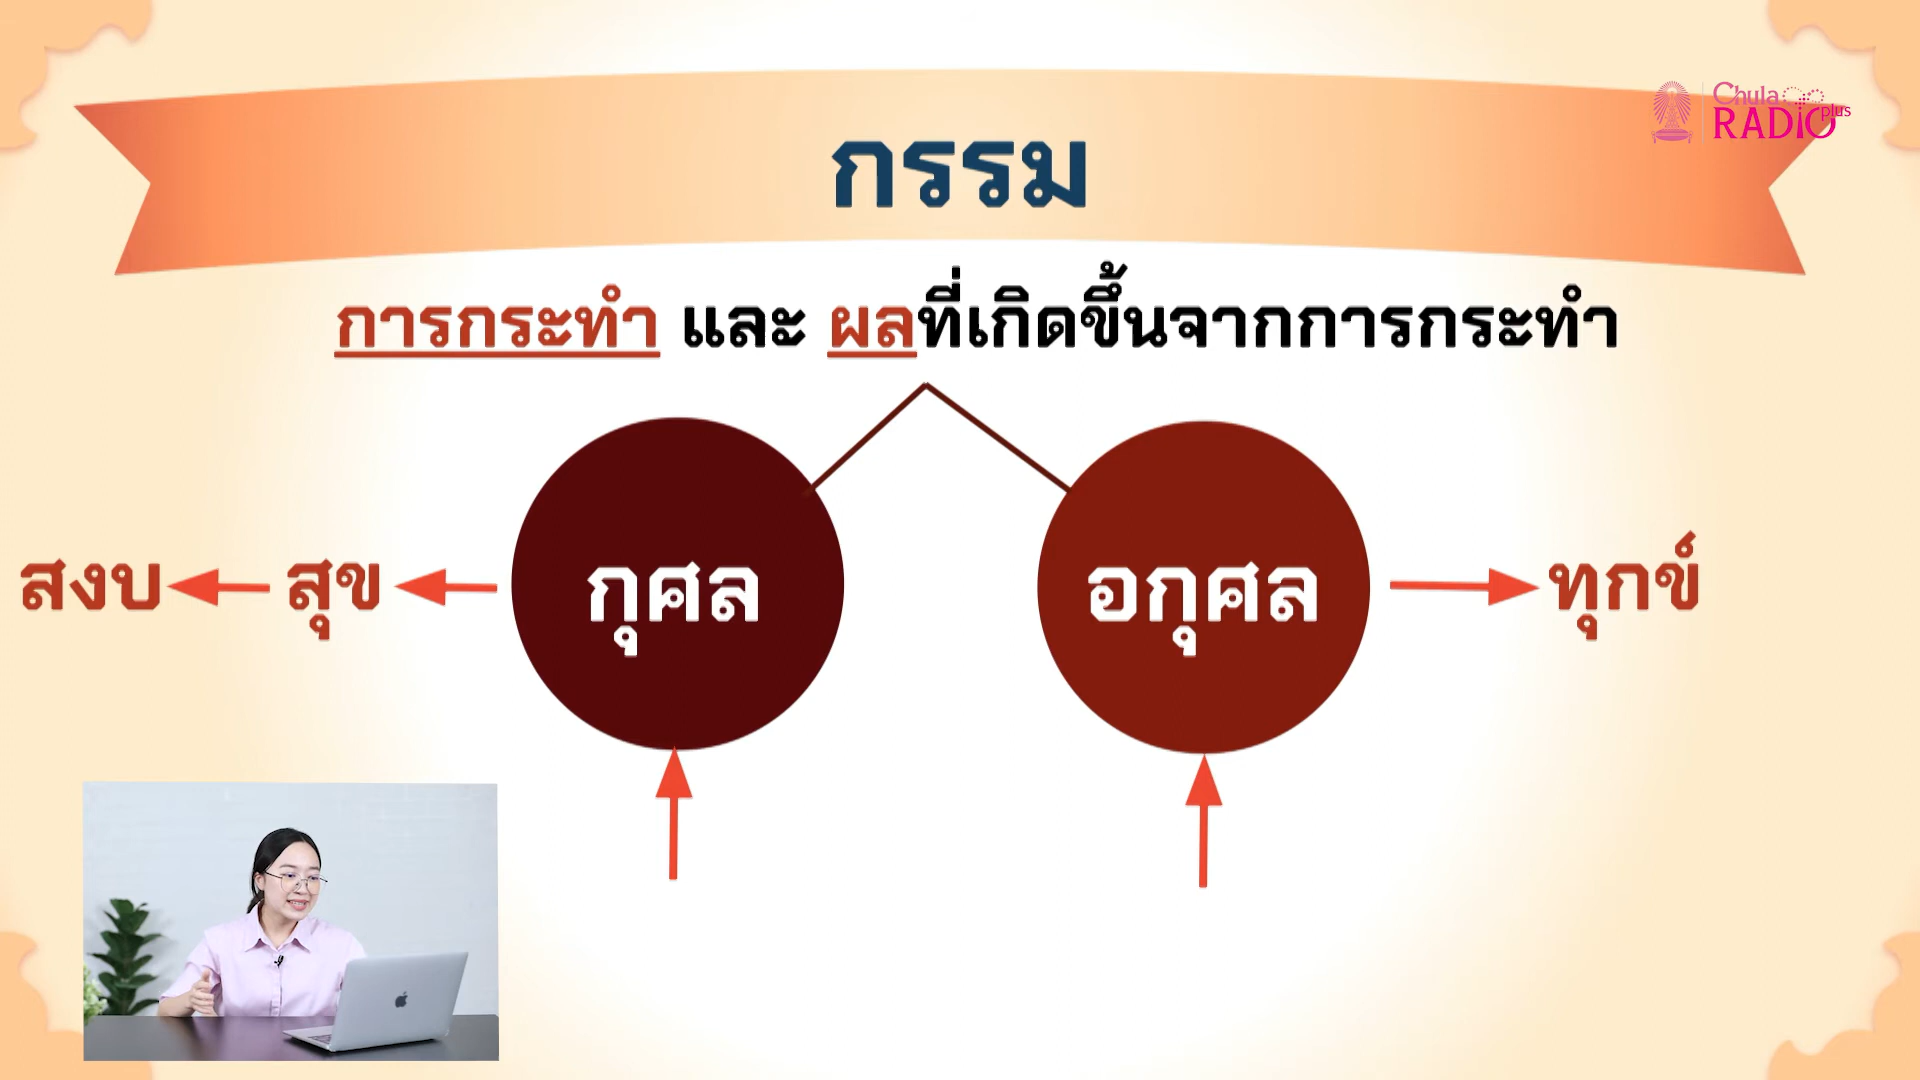 Chula
RADIO plus
กรรม
การกระทำ และ ผลที่เกิดขึ้นจากการกระทำ
สงบ สุข กุศล อกุศล ทุกข์